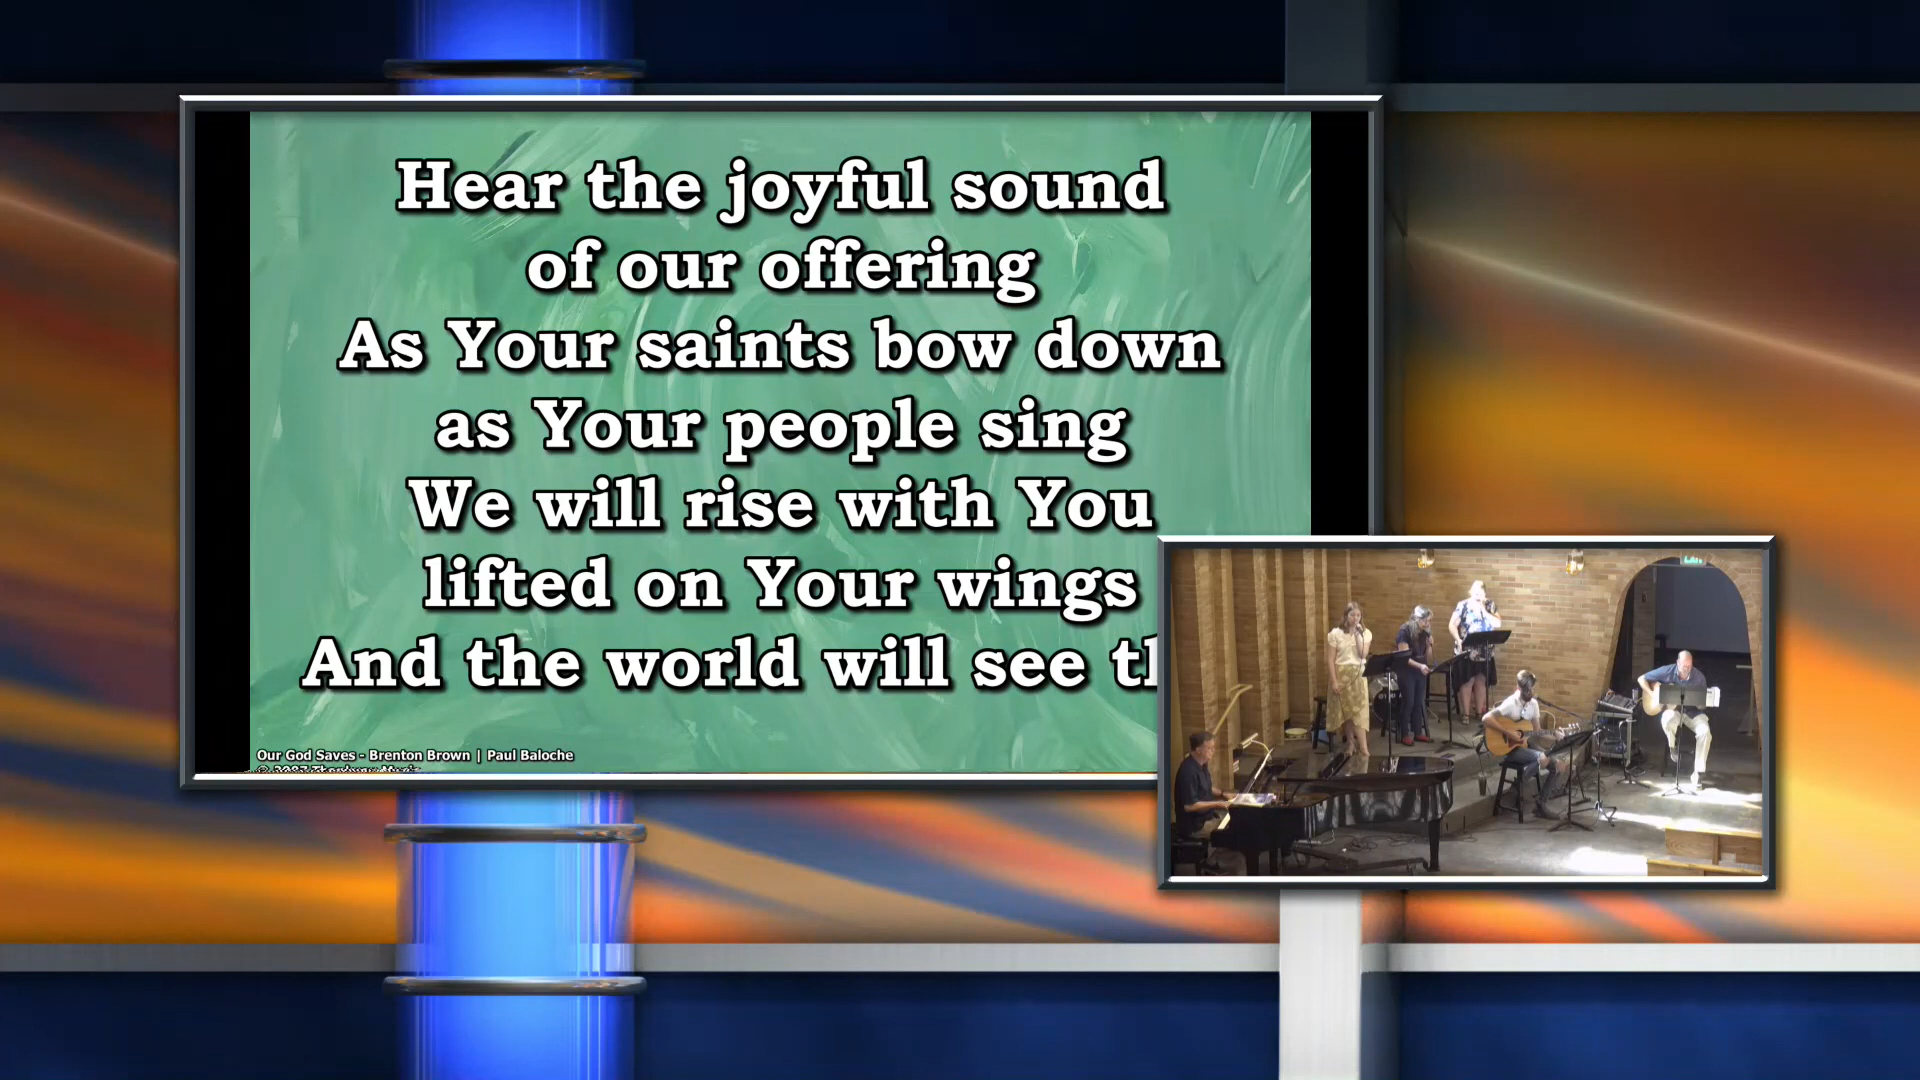 Hear the joyful sound
of our offering
As Your saints bow down
as Your people sing
We will rise with You
lifted on Your wings
And the world will see
Our God Saves - Brenton Brown | Paul Baloche